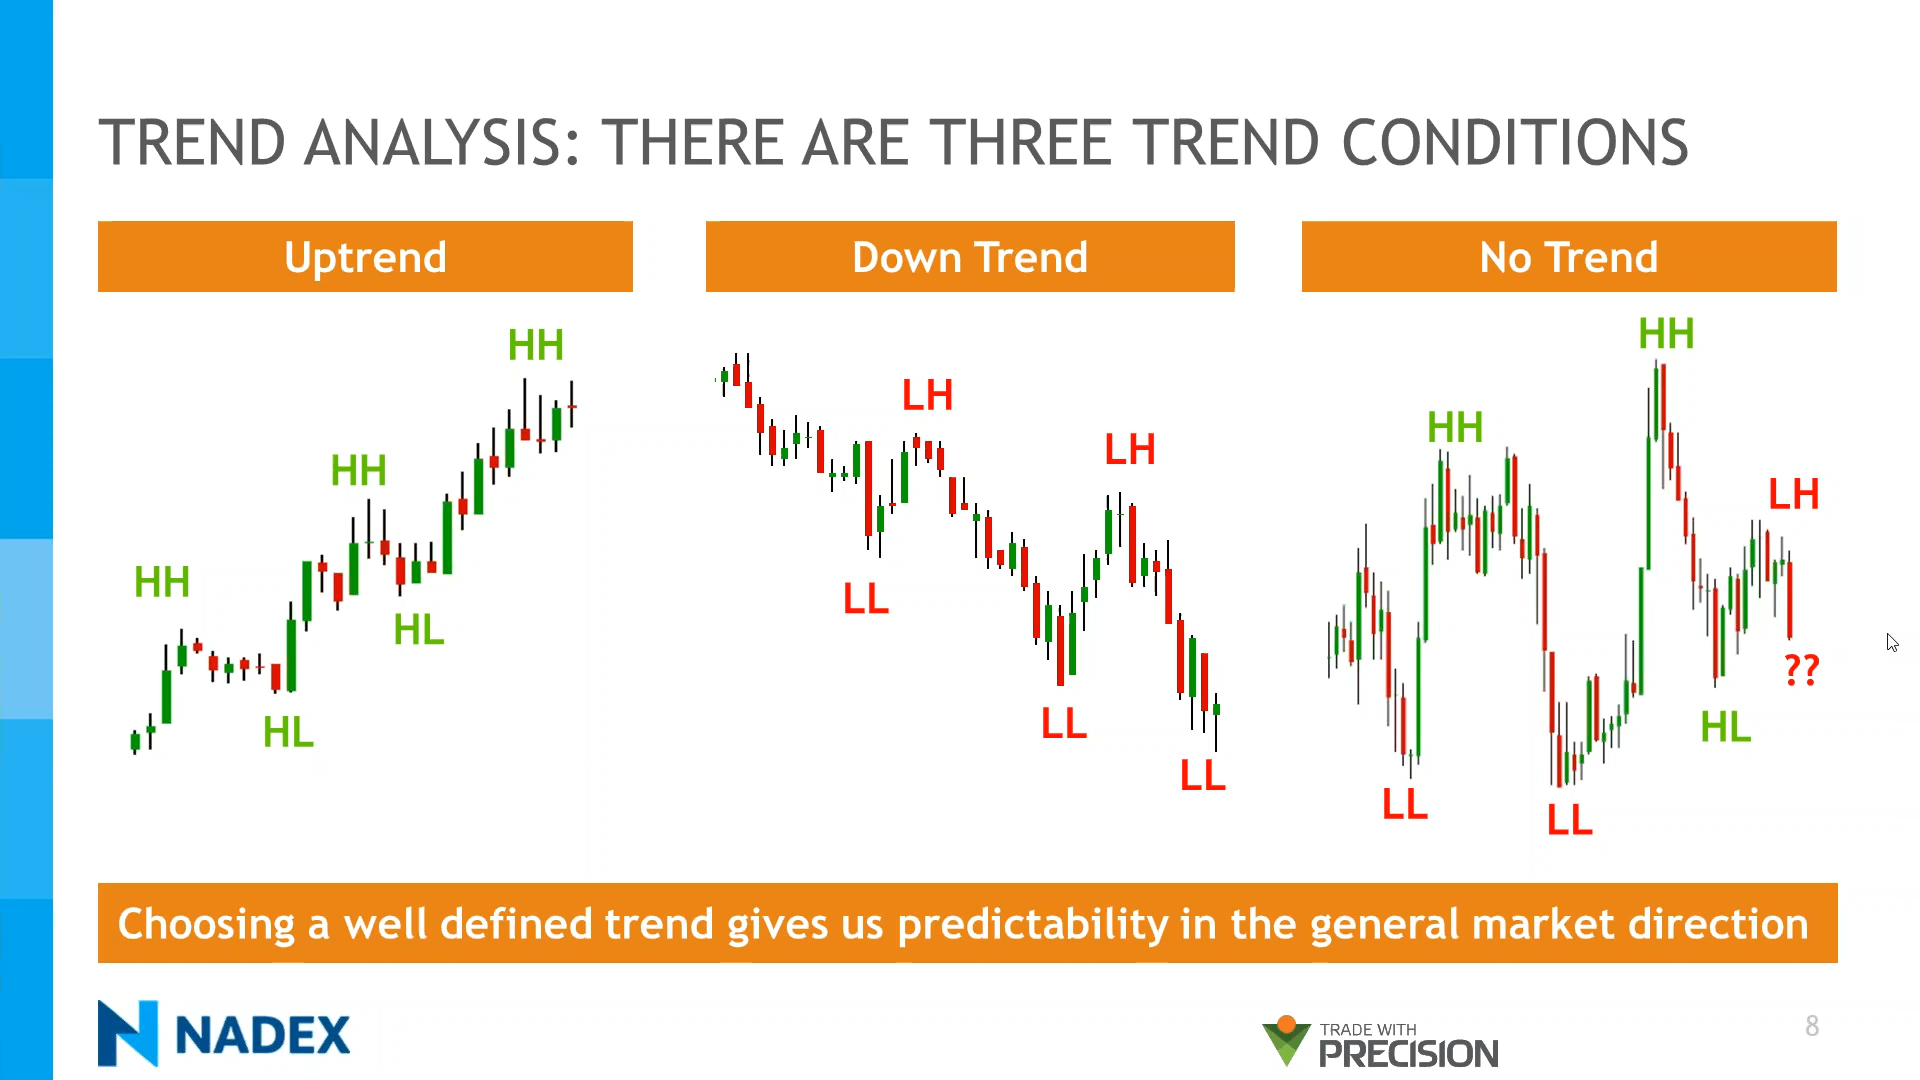 TREND ANALYSIS: THERE ARE THREE TREND CONDITIONS
Uptrend
HH
HH
HH
HL
HL
Down Trend
LH
LH
LL
LL
LL
No Trend
HH
HH
LH
??
HL
LL
LL
Choosing a well defined trend gives us predictability in the general market direction
NADEX
TRADE WITH
PRECISION
8